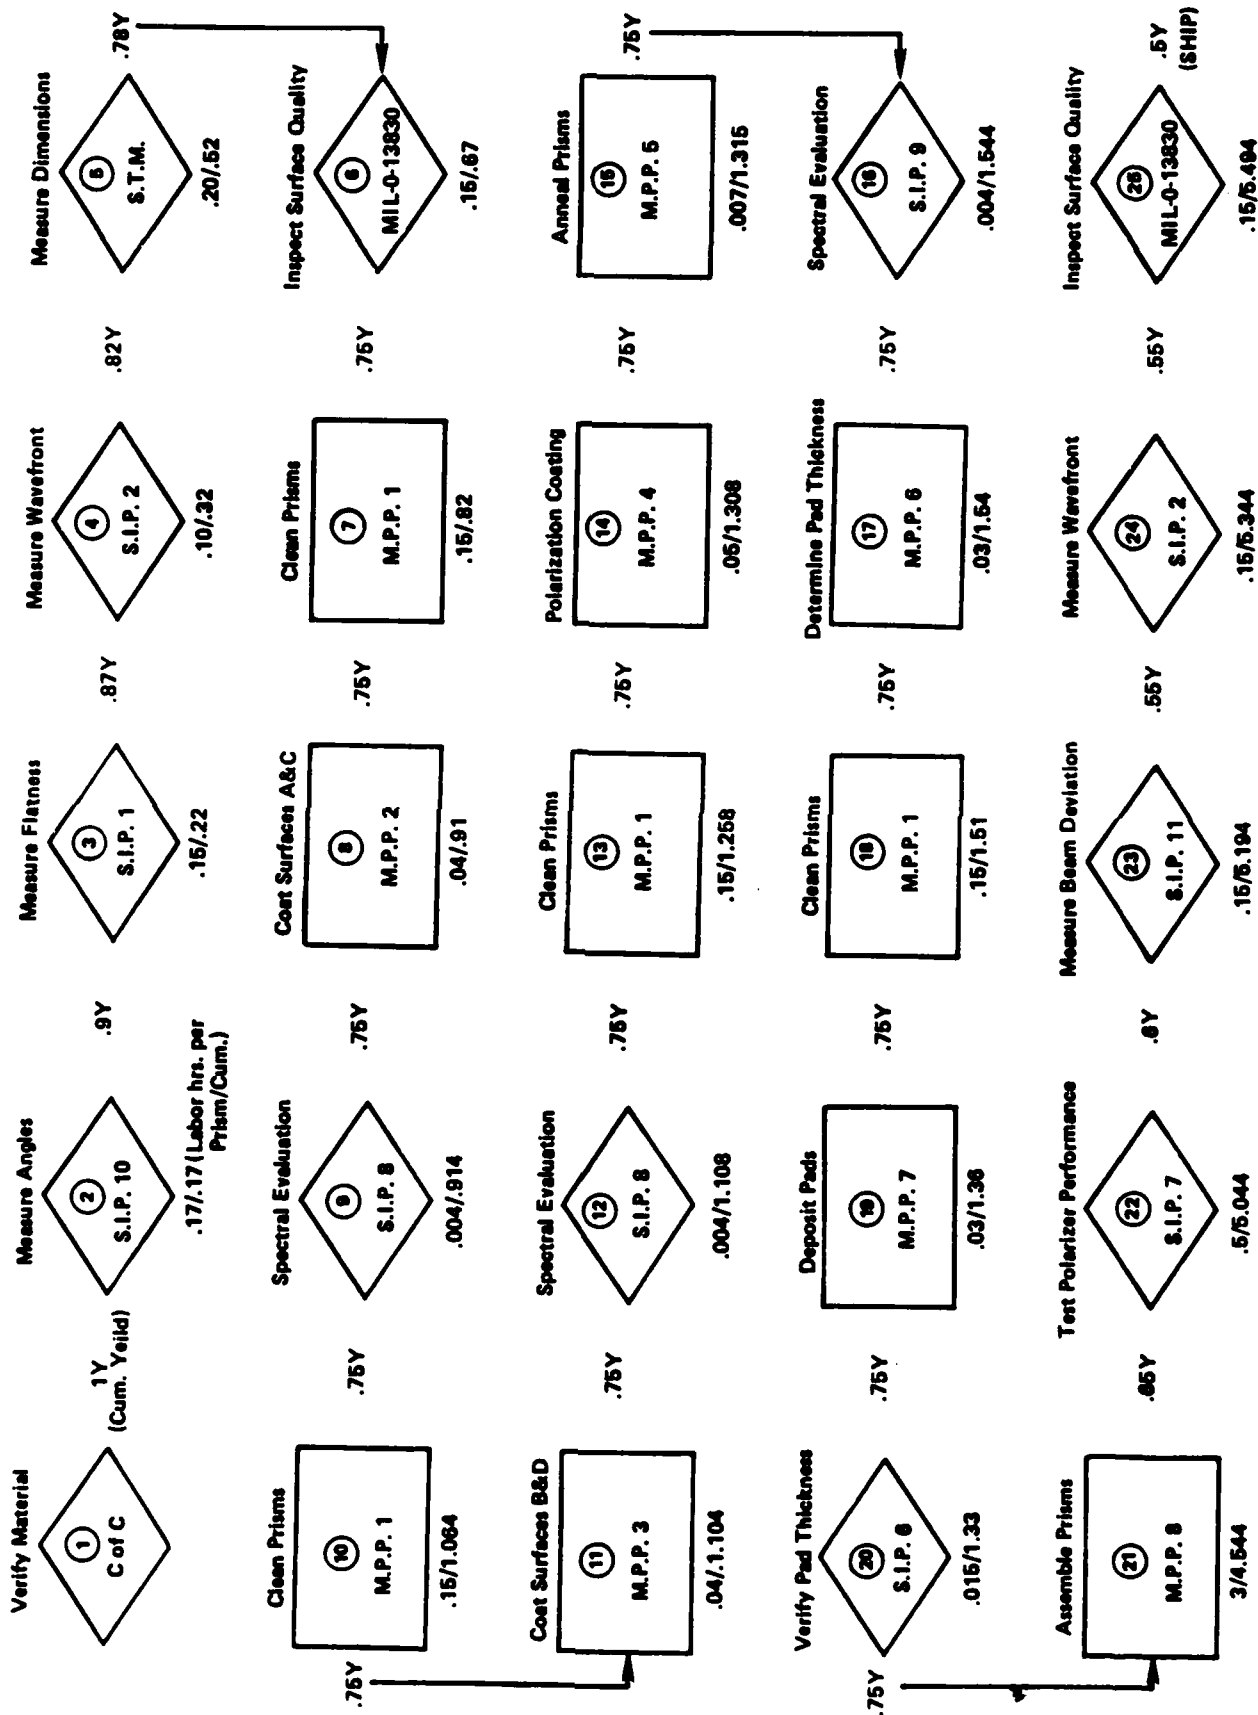 Verify Material
1
C of C
1Y
(Cum. Yeild)
Measure Angles
2
S.I.P. 10
.17/.17 (Labor hrs. per
Prism/Cum.)
.9Y
Measure Flatness
3
S.I.P. 1
.15/.22
.87Y
Measure Wavefront
4
S.I.P. 2
.10/.32
.82Y
Measure Dimensions
5
S.T.M.
.20/.52
.78Y
Inspect Surface Quality
6
MIL-O-13830
.15/.67
.75Y
Clean Prisms
7
M.P.P. 1
.15/.82
.75Y
Coat Surfaces A&C
8
M.P.P. 2
.04/.91
.75Y
Spectral Evaluation
9
S.I.P. 8
.004/.914
.75Y
Clean Prisms
10
M.P.P. 1
.15/1.064
.75Y
Coat Surfaces B&D
11
M.P.P. 3
.04/1.104
.75Y
Spectral Evaluation
12
S.I.P. 8
.004/1.108
.75Y
Clean Prisms
13
M.P.P. 1
.15/1.258
.75Y
Polarization Coating
14
M.P.P. 4
.05/1.308
.75Y
Anneal Prisms
15
M.P.P. 5
.007/1.315
.75Y
Spectral Evaluation
16
S.I.P. 9
.004/1.544
.75Y
Determine Pad Thickness
17
M.P.P. 6
.03/1.54
.75Y
Clean Prisms
18
M.P.P. 1
.15/1.51
.75Y
Deposit Pads
19
M.P.P. 7
.03/1.36
.75Y
Verify Pad Thickness
20
S.I.P. 6
.015/1.33
.75Y
Assemble Prisms
21
M.P.P. 8
3/4.544
.65Y
Test Polarizer Performance
22
S.I.P. 7
.5/5.044
.6Y
Measure Beam Deviation
23
S.I.P. 11
.15/5.194
.55Y
Measure Wavefront
24
S.I.P. 2
.15/5.344
.55Y
Inspect Surface Quality
25
MIL-O-13830
.15/5.494
.5Y
(SHIP)